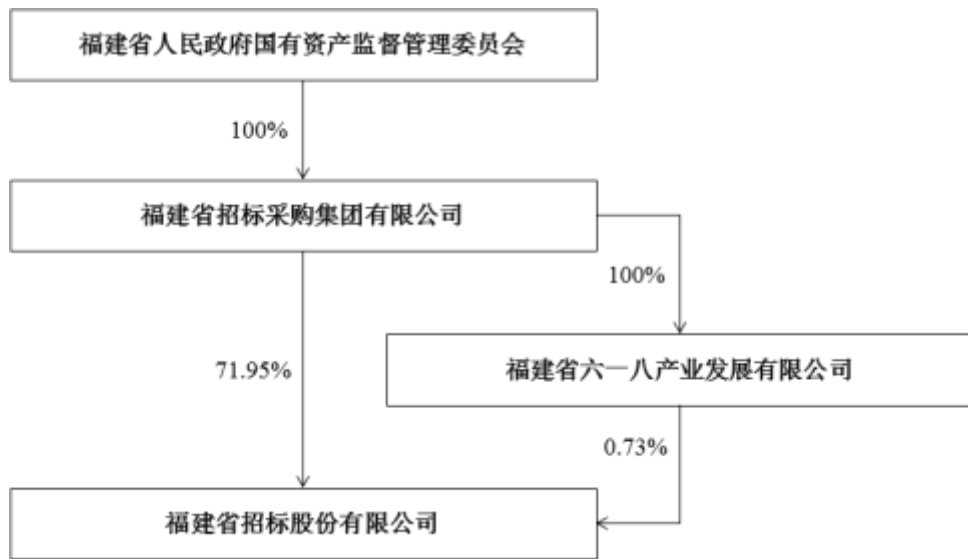 福建省人民政府国有资产监督管理委员会
100%
福建省招标采购集团有限公司
100%
71.95%
福建省六一八产业发展有限公司
0.73%
福建省招标股份有限公司